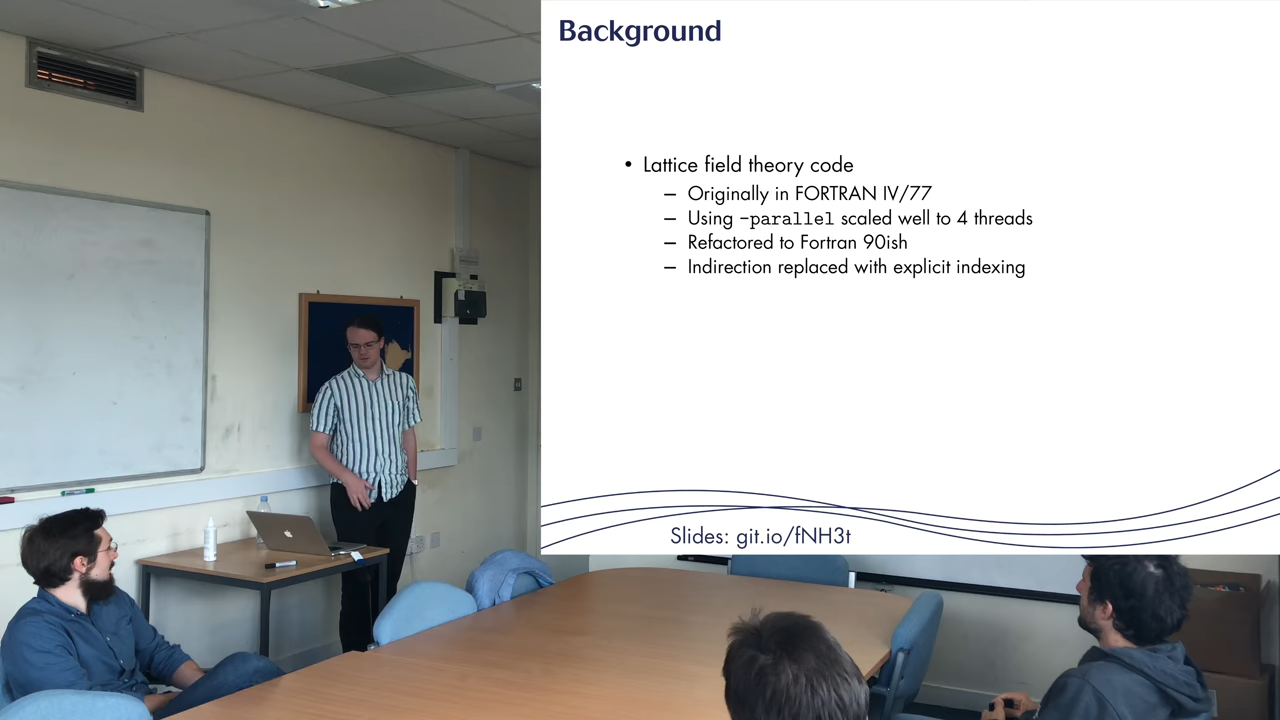 Background
• Lattice field theory code
– Originally in FORTRAN IV/77
– Using -parallel scaled well to 4 threads
– Refactored to Fortran 90ish
– Indirection replaced with explicit indexing
Slides: git.io/fNH3t